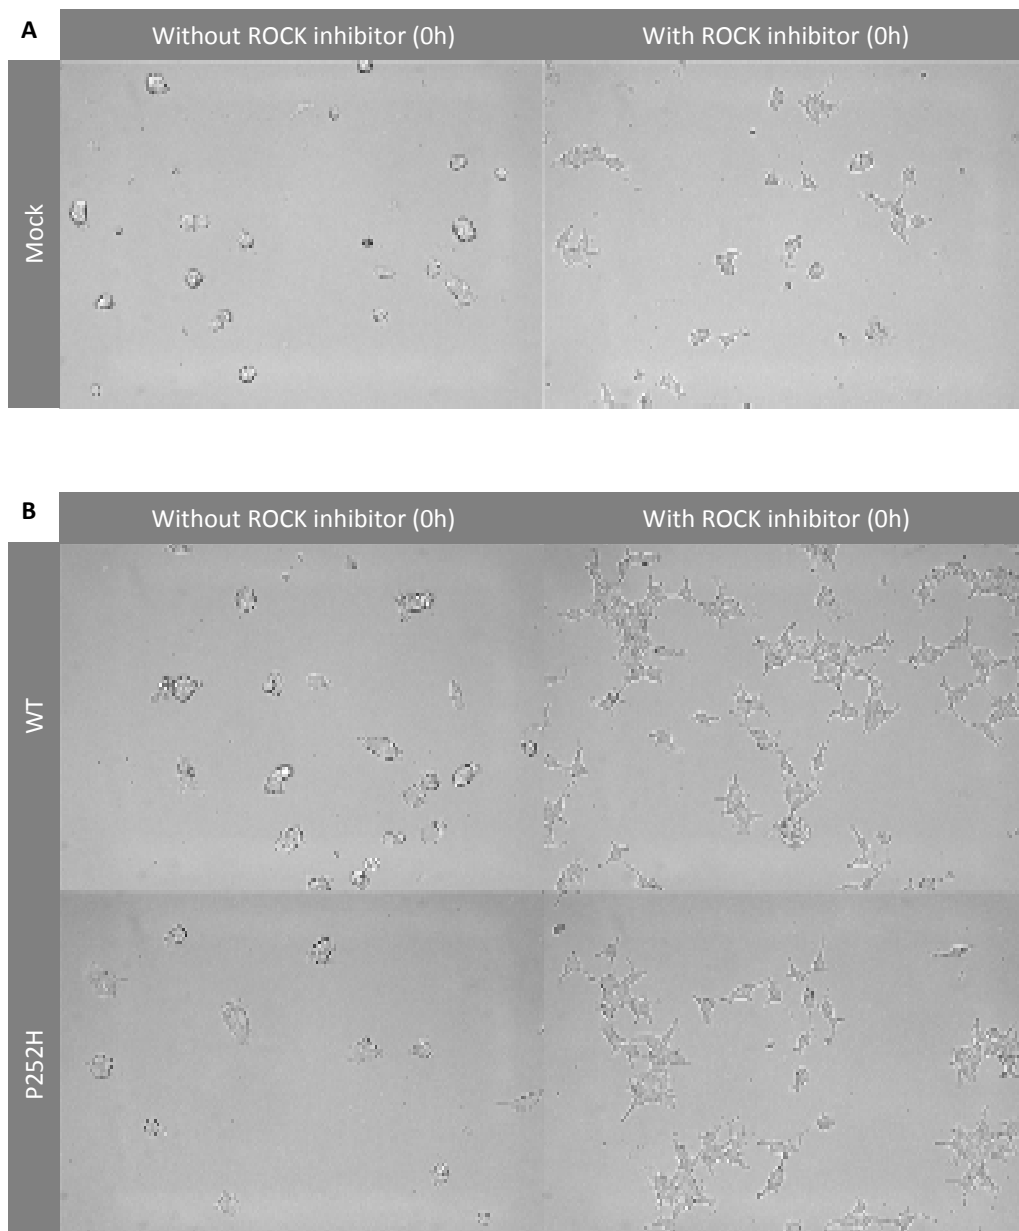 A
Without ROCK inhibitor (0h)
With ROCK inhibitor (0h)
Mock
B
Without ROCK inhibitor (0h)
With ROCK inhibitor (0h)
WT
P252H